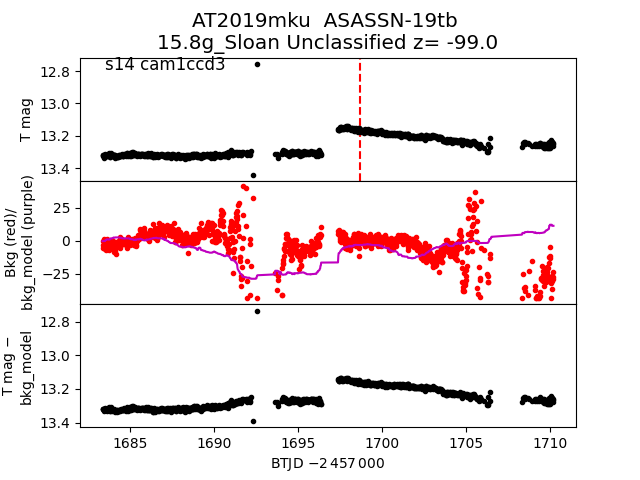 AT2019mku  ASASSN-19tb
15.8g_Sloan Unclassified z= -99.0
s14 cam1ccd3
T mag
12.8
13.0
13.2
13.4
Bkg (red)/
bkg_model (purple)
25
0
−25
T mag −
bkg_model
12.8
13.0
13.2
13.4
1685 1690 1695 1700 1705 1710
BTJD −2 457 000